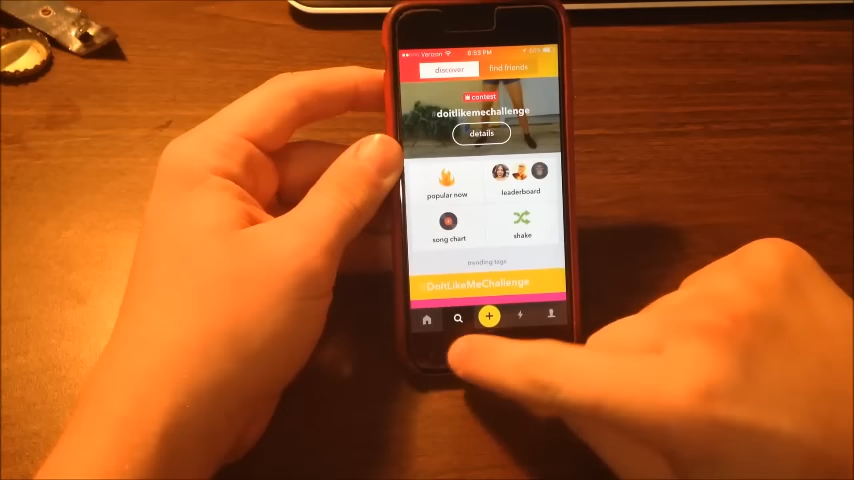 Verizon 6:53 PM
discover find friends
contest
doitlikemechallenge
details
popular now leaderboard
song chart shake
trending tags
DoItLikeMeChallenge